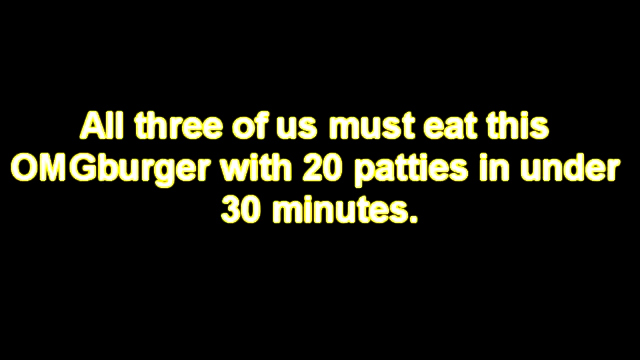 All three of us must eat this
OMGburger with 20 patties in under
30 minutes.